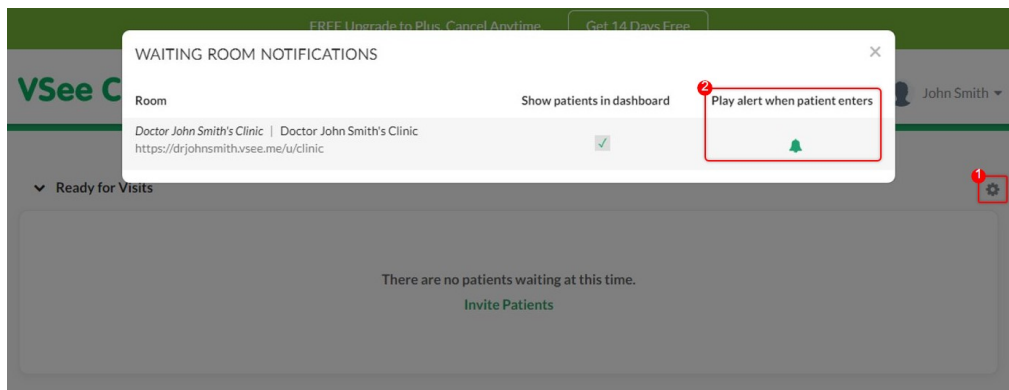 FREE Upgrade to Plus. Cancel Anytime. Get 14 Days Free
WAITING ROOM NOTIFICATIONS
VSee C
John Smith
Room Show patients in dashboard Play alert when patient enters
2
Doctor John Smith's Clinic | Doctor John Smith's Clinic
https://drjohnsmith.vsee.me/u/clinic
Ready for Visits
1
There are no patients waiting at this time.
Invite Patients